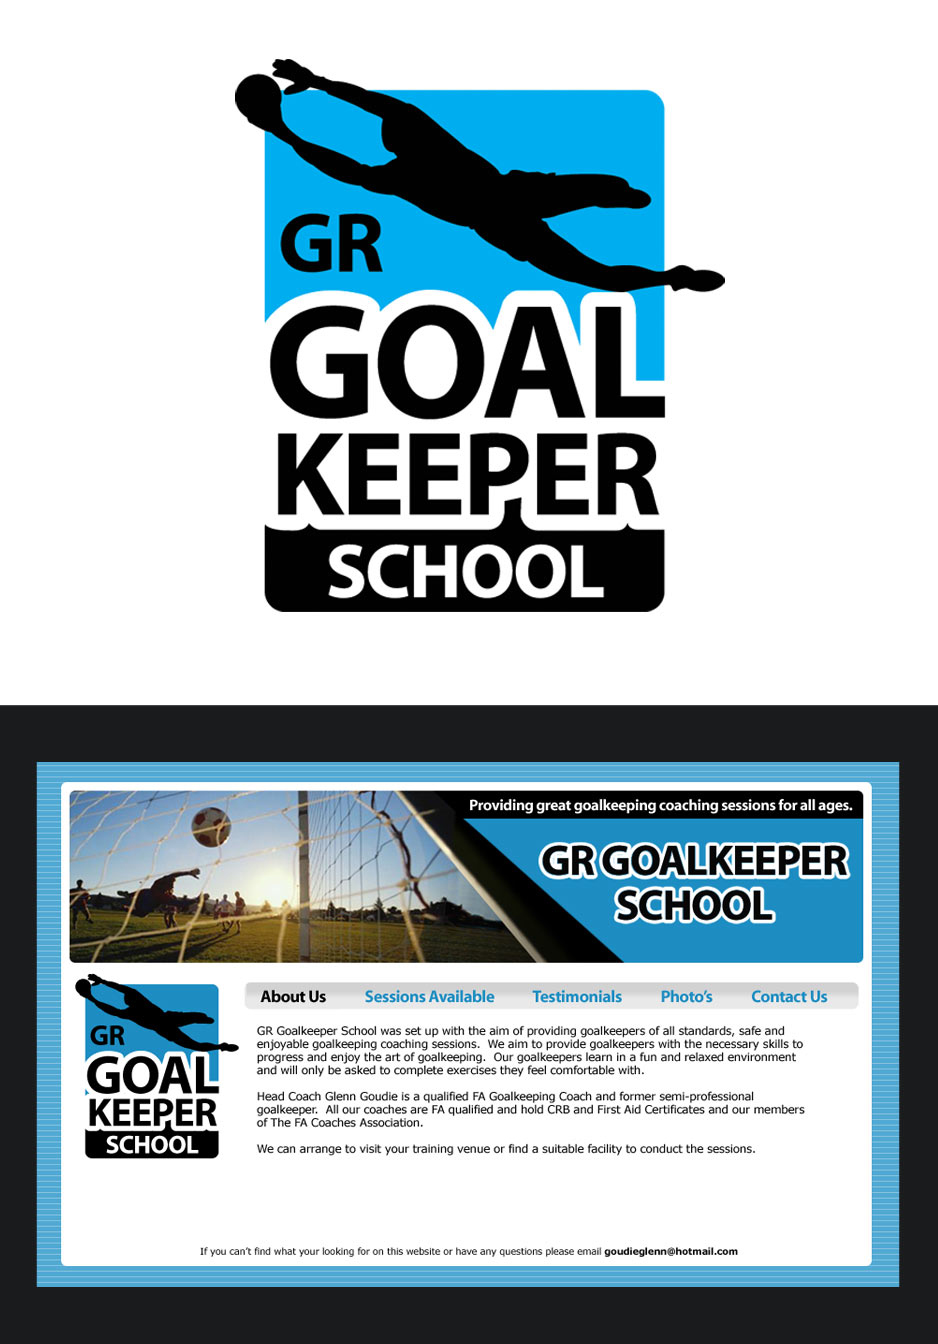 GR
GOAL
KEEPER
SCHOOL
Providing great goalkeeping coaching sessions for all ages.
GR GOALKEEPER
SCHOOL
GR
GOAL
KEEPER
SCHOOL
About Us Sessions Available Testimonials Photo's Contact Us
GR Goalkeeper School was set up with the aim of providing goalkeepers of all standards, safe and
enjoyable goalkeeping coaching sessions. We aim to provide goalkeepers with the necessary skills to
progress and enjoy the art of goalkeeping. Our goalkeepers learn in a fun and relaxed environment
and will only be asked to complete exercises they feel comfortable with.
Head Coach Glenn Goudie is a qualified FA Goalkeeping Coach and former semi-professional
goalkeeper. All our coaches are FA qualified and hold CRB and First Aid Certificates and our members
of The FA Coaches Association.
We can arrange to visit your training venue or find a suitable facility to conduct the sessions.
If you can't find what your looking for on this website or have any questions please email goudieglenn@hotmail.com